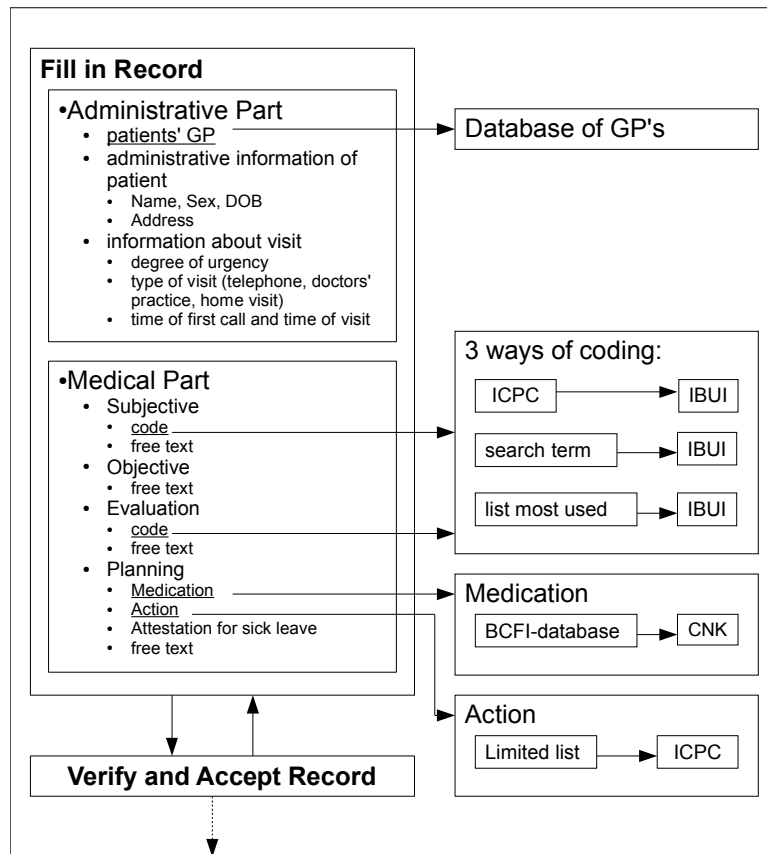 Fill in Record
•Administrative Part
• patients' GP
• administrative information of
patient
• Name, Sex, DOB
• Address
• information about visit
• degree of urgency
• type of visit (telephone, doctors'
practice, home visit)
• time of first call and time of visit
•Medical Part
• Subjective
• code
• free text
• Objective
• free text
• Evaluation
• code
• free text
• Planning
• Medication
• Action
• Attestation for sick leave
• free text
Verify and Accept Record
Database of GP's
3 ways of coding:
ICPC
IBUI
search term
IBUI
list most used
IBUI
Medication
BCFI-database
CNK
Action
Limited list
ICPC